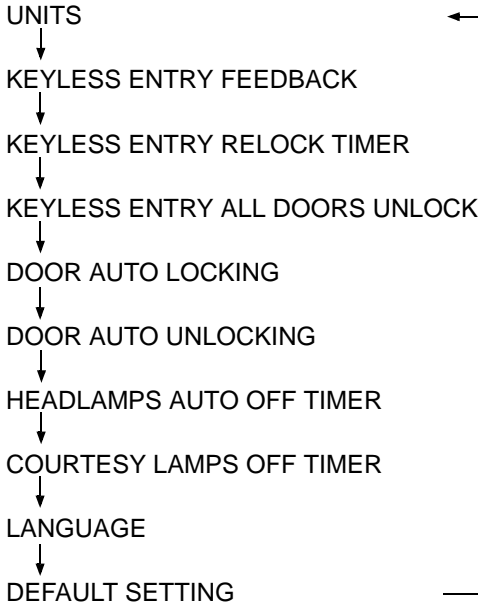 UNITS
KEYLESS ENTRY FEEDBACK
KEYLESS ENTRY RELOCK TIMER
KEYLESS ENTRY ALL DOORS UNLOCK
DOOR AUTO LOCKING
DOOR AUTO UNLOCKING
HEADLAMPS AUTO OFF TIMER
COURTESY LAMPS OFF TIMER
LANGUAGE
DEFAULT SETTING